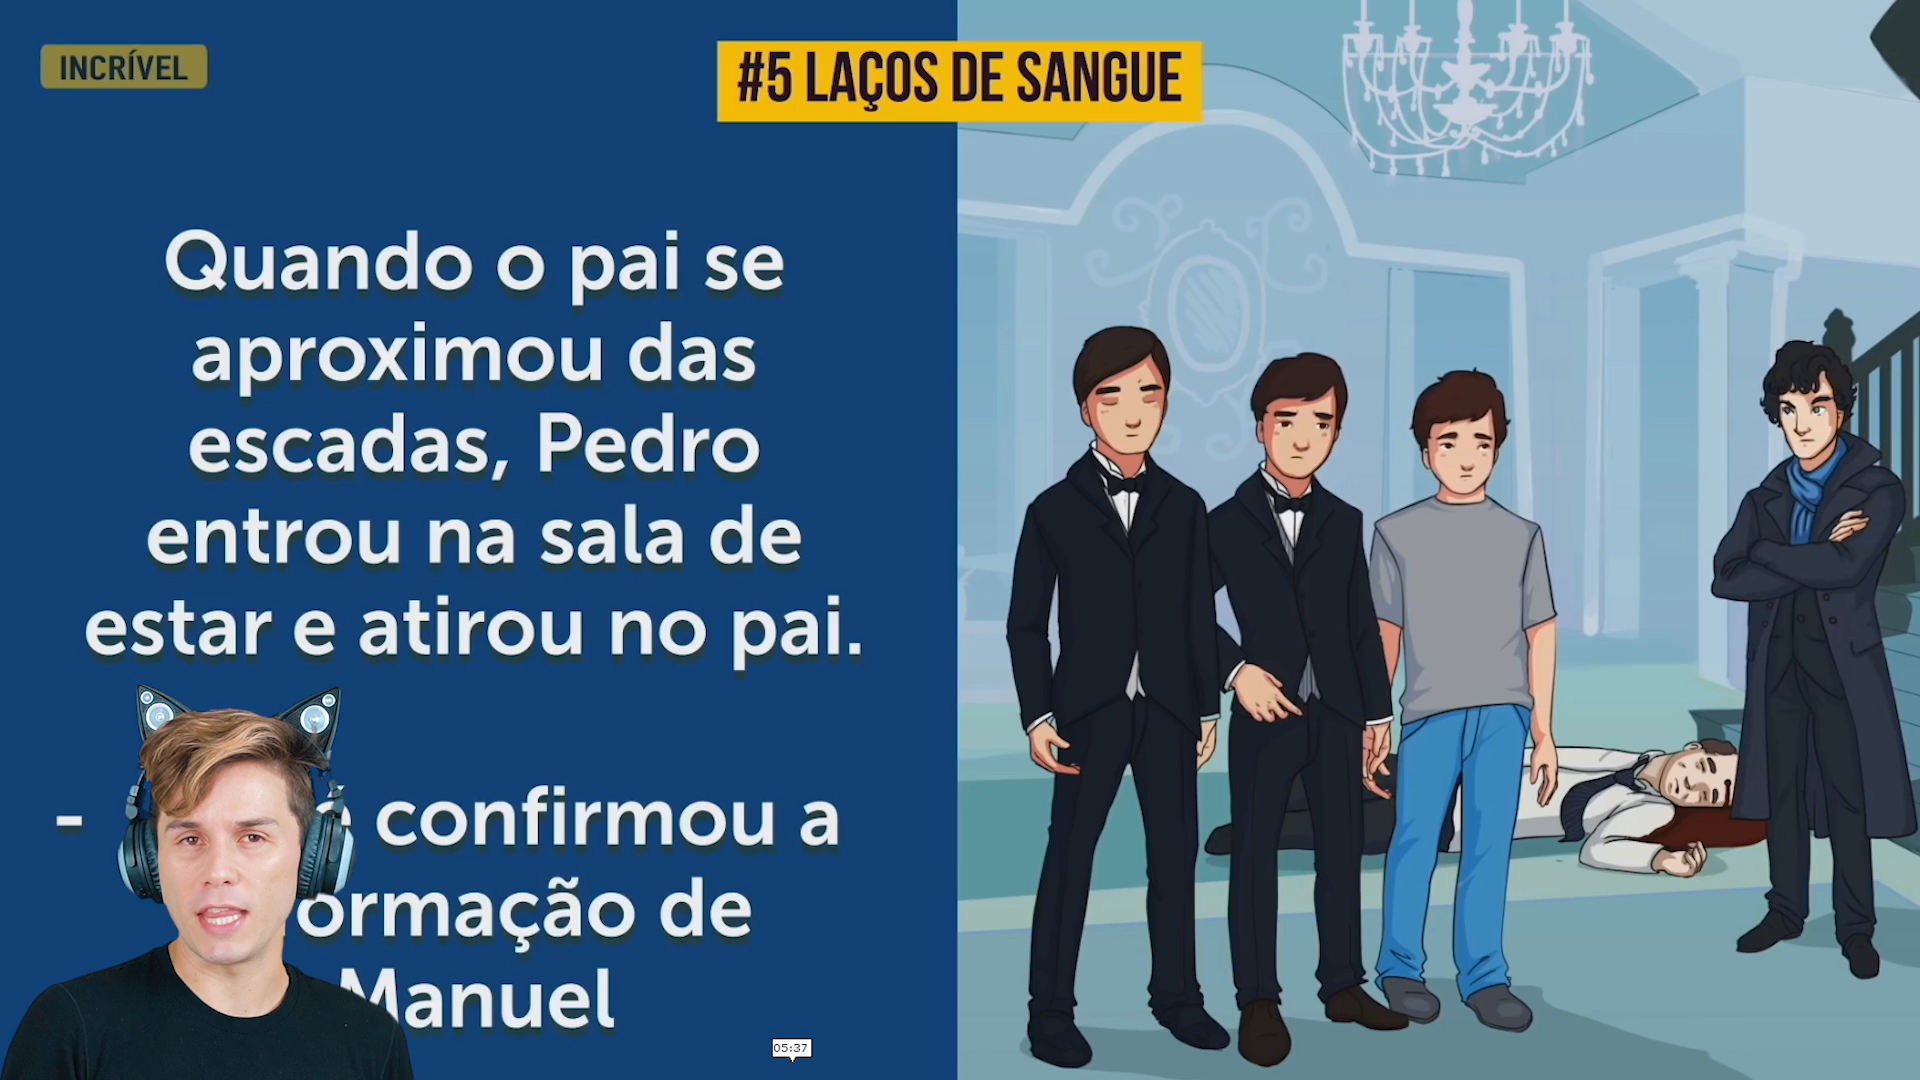 INCRÍVEL
#5 LAÇOS DE SANGUE
Quando o pai se
aproximou das
escadas, Pedro
entrou na sala de
estar e atirou no pai.
- confirmou a
de
Manuel
05:37